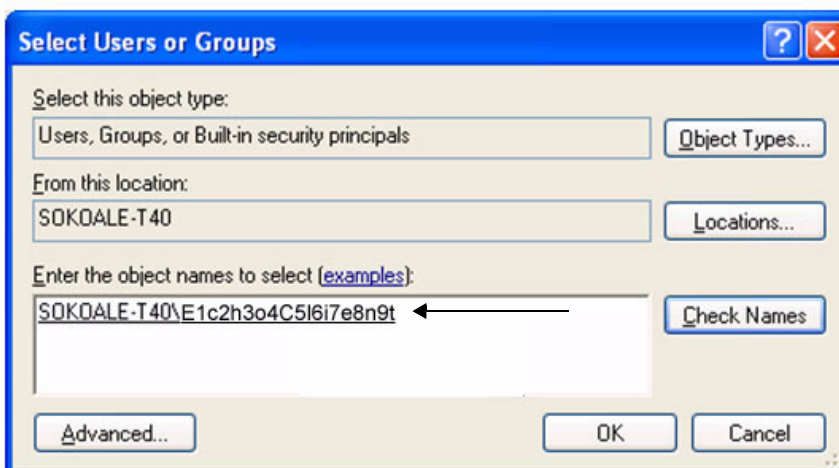 Select Users or Groups
Select this object type:
Users, Groups, or Built-in security principals
Object Types...
From this location:
SOKOALE-T40
Locations...
Enter the object names to select (examples):
SOKOALE-T40\E1c2h3o4C5l6i7e8n9t
Check Names
Advanced...
OK
Cancel